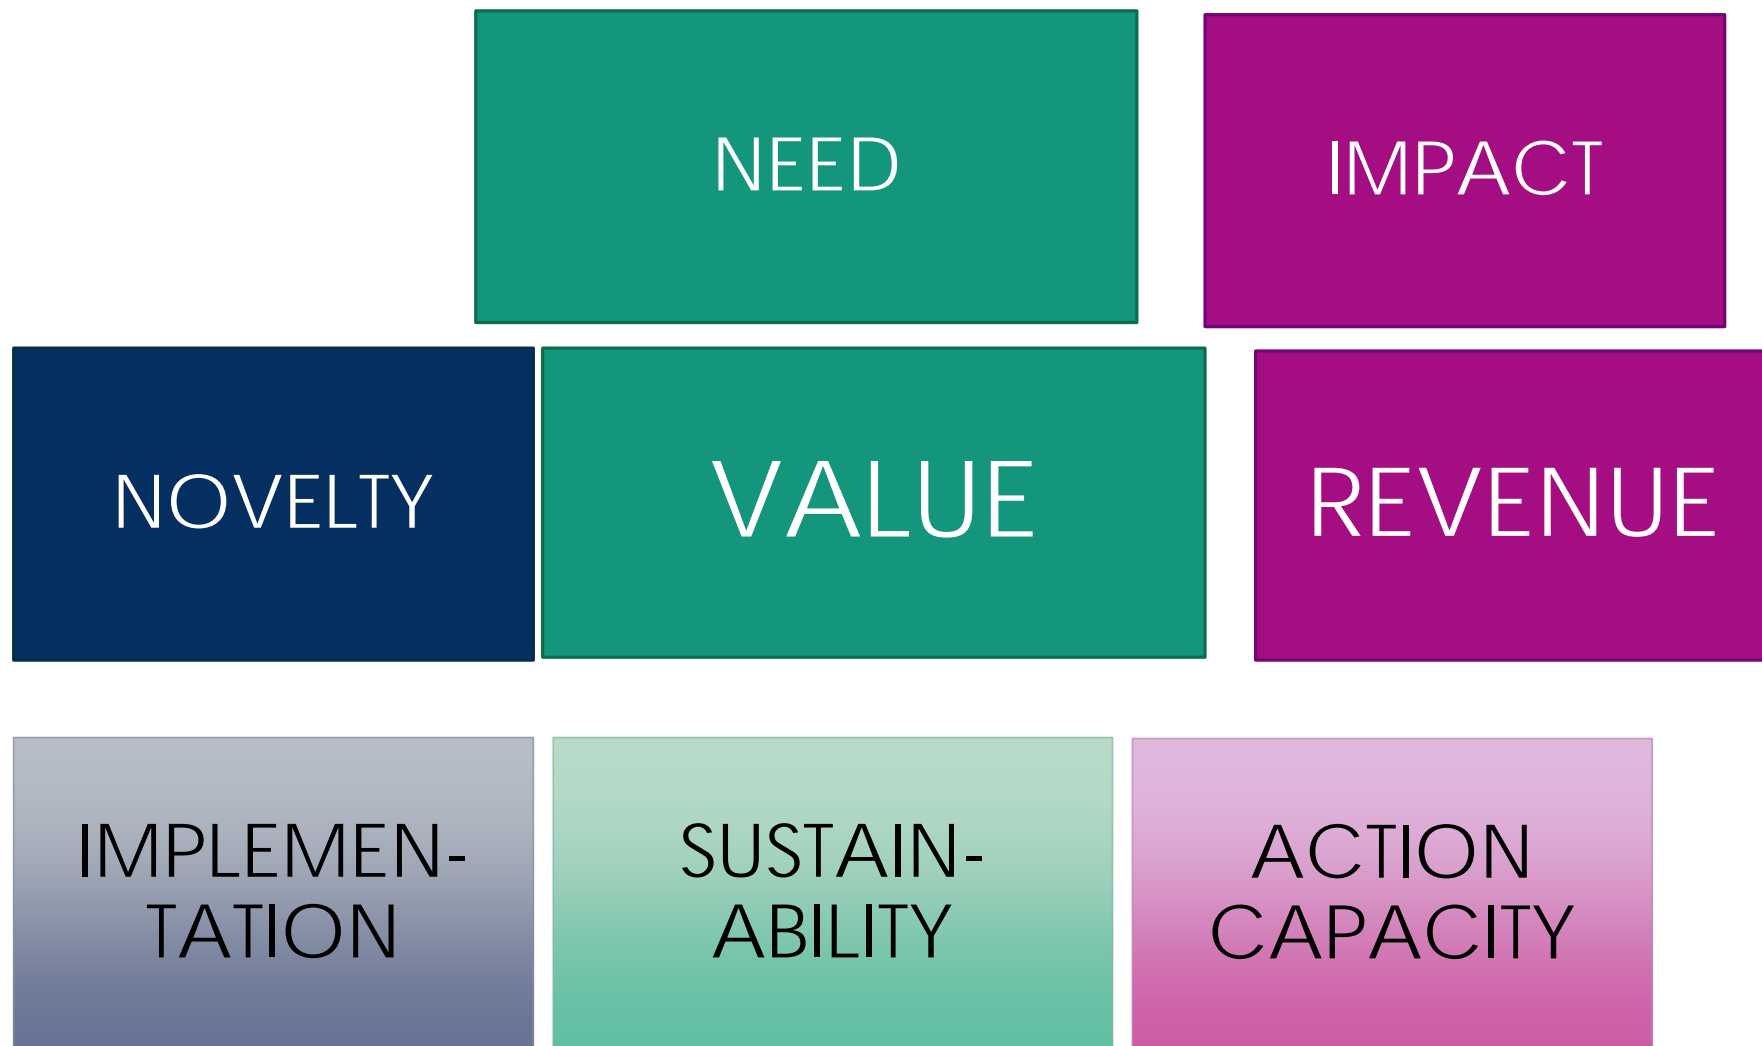 NEED
IMPACT
NOVELTY
VALUE
REVENUE
IMPLEMEN-
TATION
SUSTAIN-
ABILITY
ACTION
CAPACITY